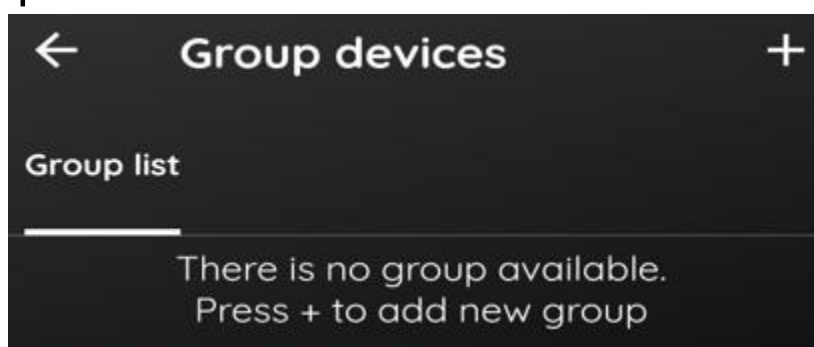 Group devices
Group list
There is no group available.
Press + to add new group